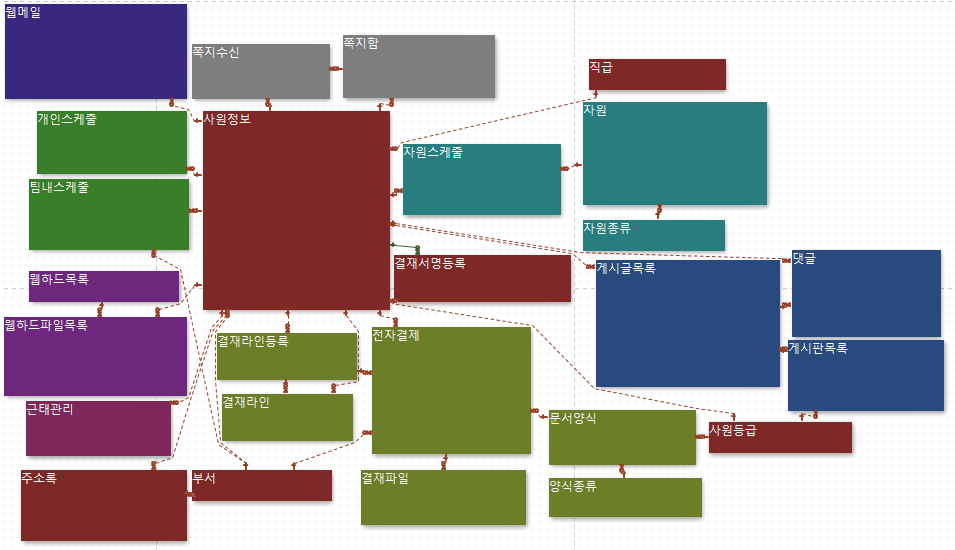 웹메일
쪽지수신
쪽지함
직급
개인스케줄
사원정보
자원
자원스케줄
팀내스케줄
자원종류
결재서명등록
게시글목록
댓글
웹하드목록
웹하드파일목록
결재라인등록
전자결제
게시판목록
근태관리
결재라인
문서양식
사원등급
주소록
부서
결재파일
양식종류